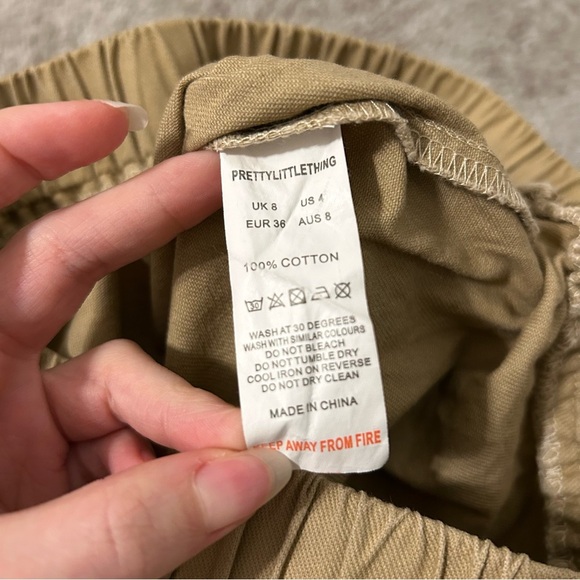 PRETTYLITTLETHING
UK 8 US 4
EUR 36 AUS 8
100% COTTON
WASH AT 30 DEGREES
WASH WITH SIMILAR COLOURS
DO NOT BLEACH
DO NOT TUMBLE DRY
COOL IRON ON REVERSE
DO NOT DRY CLEAN
MADE IN CHINA
KEEP AWAY FROM FIRE